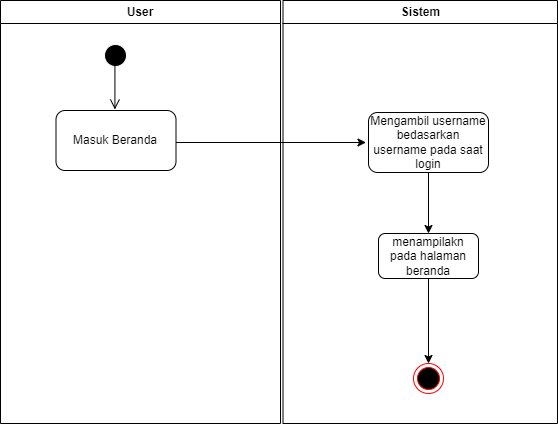 User
Sistem
Masuk Beranda
Mengambil username
bedasarkan
username pada saat
login
menampilakn
pada halaman
beranda